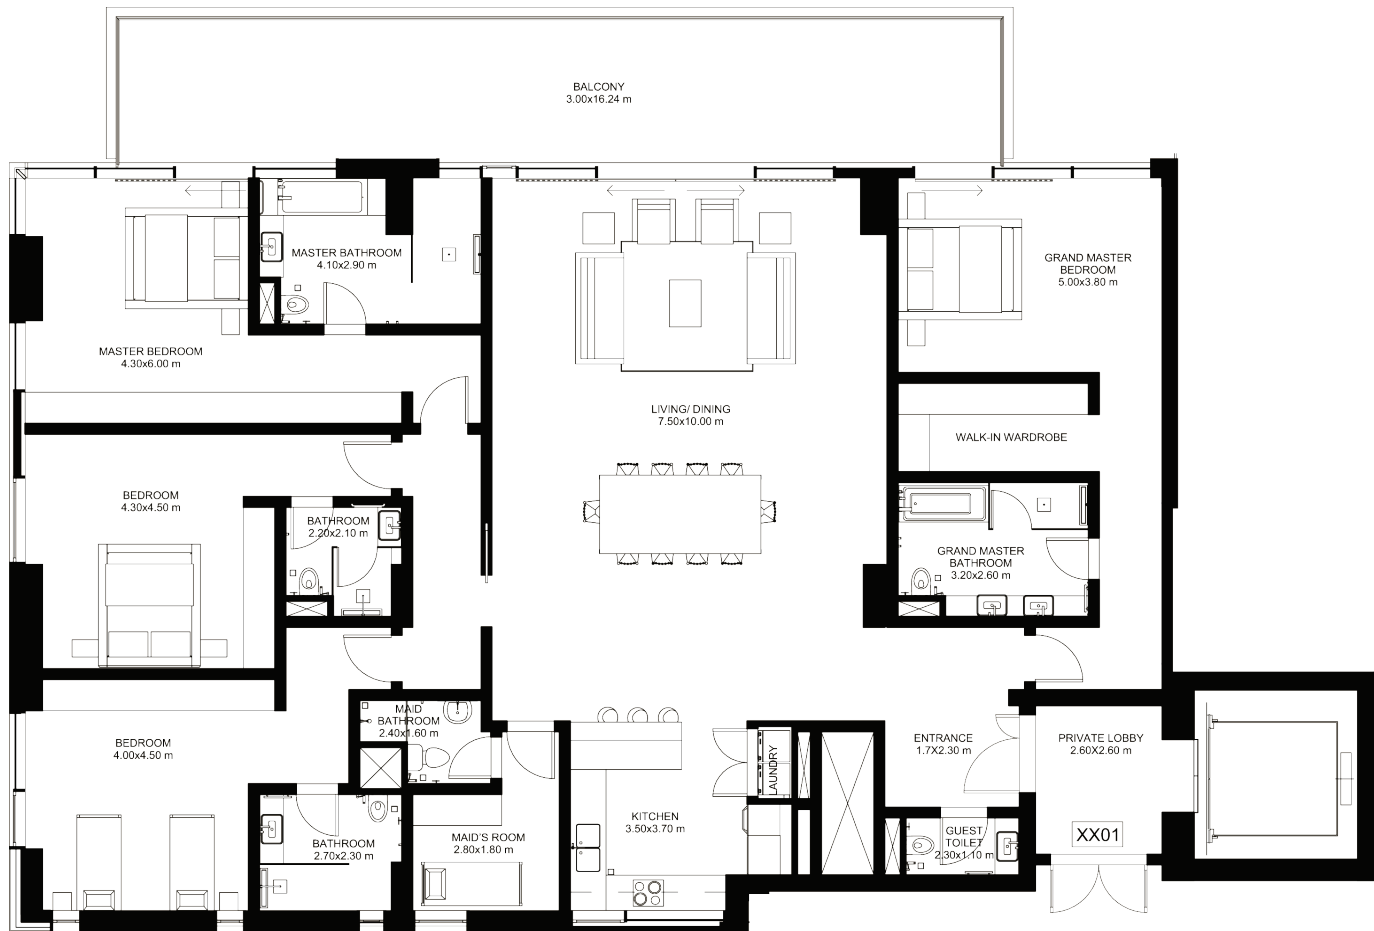 BALCONY
3.00x16.24 m
MASTER BATHROOM
4.10x2.90 m
GRAND MASTER
BEDROOM
5.00x3.80 m
MASTER BEDROOM
4.30x6.00 m
LIVING/ DINING
7.50x10.00 m
WALK-IN WARDROBE
BEDROOM
4.30x4.50 m
BATHROOM
2.20x2.10 m
GRAND MASTER
BATHROOM
3.20x2.60 m
MAID
BATHROOM
2.40x1.60 m
BEDROOM
4.00x4.50 m
ENTRANCE
1.7X2.30 m
PRIVATE LOBBY
2.60X2.60 m
LAUNDRY
KITCHEN
3.50x3.70 m
BATHROOM
2.70x2.30 m
MAID'S ROOM
2.80x1.80 m
GUEST
TOILET
2.30x1.10 m
XX01